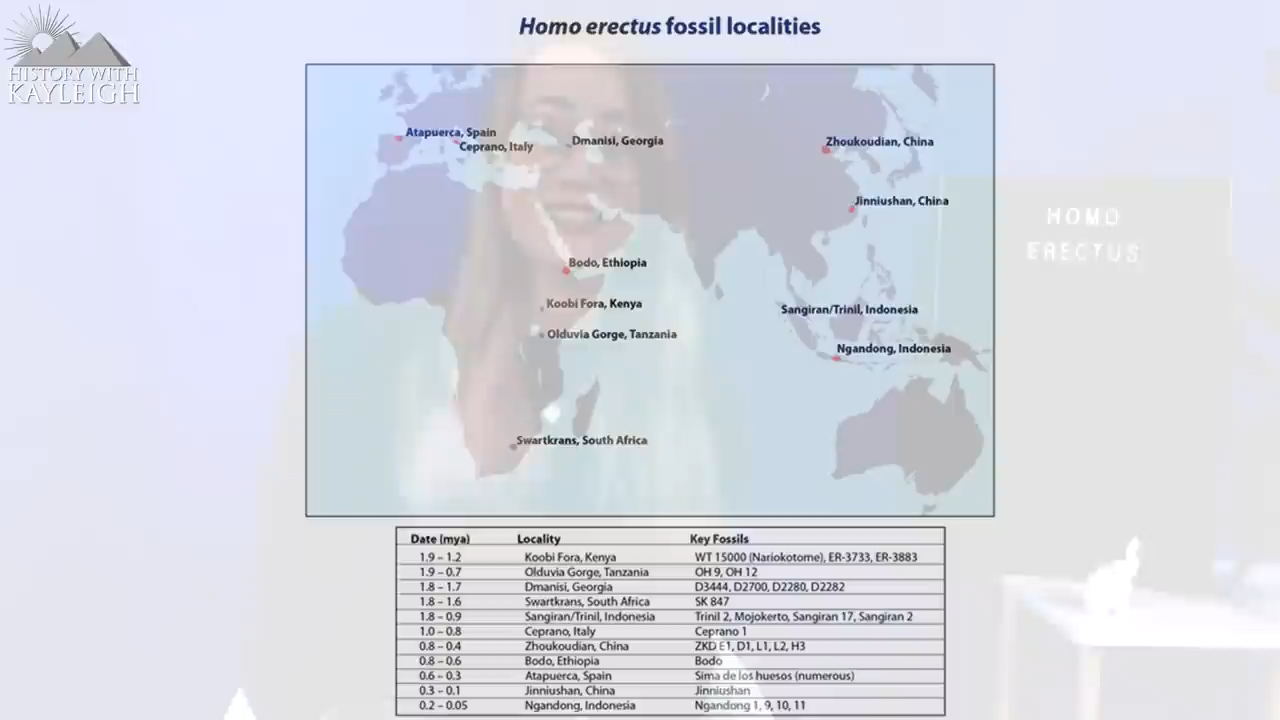 HISTORY WITH
KAYLEIGH
Homo erectus fossil localities
Atapuerca, Spain
Ceprano, Italy
Dmanisi, Georgia
Zhoukoudian, China
Jinniushan, China
HOMO
ERECTUS
Bodo, Ethiopia
Koobi Fora, Kenya
Olduvia Gorge, Tanzania
Sangiran/Trinil, Indonesia
Ngandong, Indonesia
Swartkrans, South Africa
Date (mya) Locality Key Fossils
1.9 – 1.2 Koobi Fora, Kenya WT 15000 (Nariokotome), ER-3733, ER-3883
1.9 – 0.7 Olduvia Gorge, Tanzania OH 9, OH 12
1.8 – 1.7 Dmanisi, Georgia D3444, D2700, D2280, D2282
1.8 – 1.6 Swartkrans, South Africa SK 847
1.8 – 0.9 Sangiran/Trinil, Indonesia Trinil 2, Mojokerto, Sangiran 17, Sangiran 2
1.0 – 0.8 Ceprano, Italy Ceprano 1
0.8 – 0.4 Zhoukoudian, China ZKD E1, D1, L1, L2, H3
0.8 – 0.6 Bodo, Ethiopia Bodo
0.6 – 0.3 Atapuerca, Spain Sima de los huesos (numerous)
0.3 – 0.1 Jinniushan, China Jinniushan
0.2 – 0.05 Ngandong, Indonesia Ngandong 1, 9, 10, 11